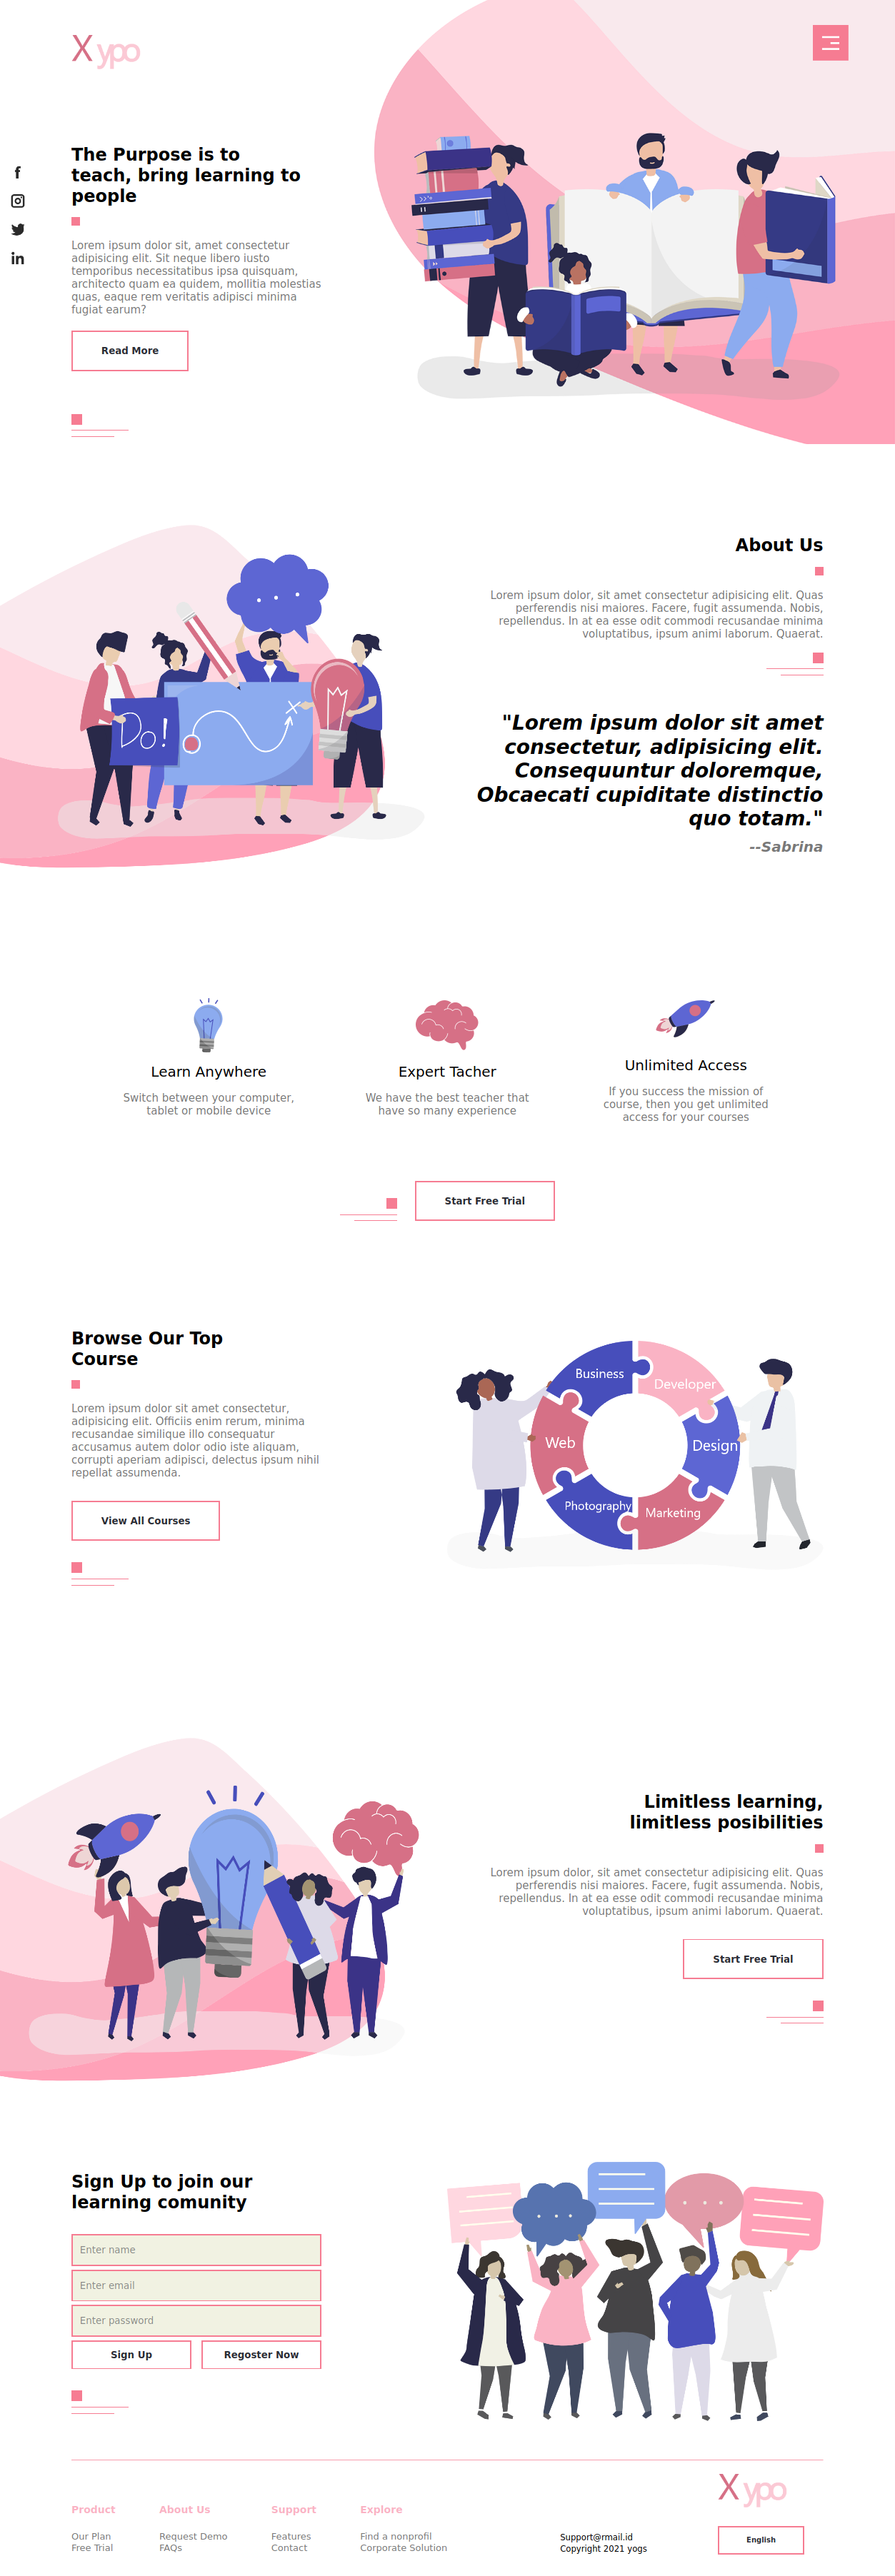 X ypo
The Purpose is to
teach, bring learning to
people
Lorem ipsum dolor sit, amet consectetur
adipisicing elit. Sit neque libero iusto
temporibus necessitatibus ipsa quisquam,
architecto quam ea quidem, mollitia molestias
quas, eaque rem veritatis adipisci minima
fugiat earum?
Read More
About Us
Lorem ipsum dolor, sit amet consectetur adipisicing elit. Quas
perferendis nisi maiores. Facere, fugit assumenda. Nobis,
repellendus. In at ea esse odit commodi recusandae minima
voluptatibus, ipsum animi laborum. Quaerat.
Do!
"Lorem ipsum dolor sit amet
consectetur, adipisicing elit.
Consequuntur doloremque,
Obcaecati cupiditate distinctio
quo totam."
--Sabrina
Learn Anywhere
Switch between your computer,
tablet or mobile device
Expert Tacher
We have the best teacher that
have so many experience
Unlimited Access
If you success the mission of
course, then you get unlimited
access for your courses
Start Free Trial
Browse Our Top
Course
Lorem ipsum dolor sit amet consectetur,
adipisicing elit. Officiis enim rerum, minima
recusandae similique illo consequatur
accusamus autem dolor odio iste aliquam,
corrupti aperiam adipisci, delectus ipsum nihil
repellat assumenda.
View All Courses
Business
Developer
Web
Design
Photography
Marketing
Limitless learning,
limitless posibilities
Lorem ipsum dolor, sit amet consectetur adipisicing elit. Quas
perferendis nisi maiores. Facere, fugit assumenda. Nobis,
repellendus. In at ea esse odit commodi recusandae minima
voluptatibus, ipsum animi laborum. Quaerat.
Start Free Trial
Sign Up to join our
learning comunity
Enter name
Enter email
Enter password
Sign Up
Regoster Now
X ypo
Product
Our Plan
Free Trial
About Us
Request Demo
FAQs
Support
Features
Contact
Explore
Find a nonprofil
Corporate Solution
Support@rmail.id
Copyright 2021 yogs
English